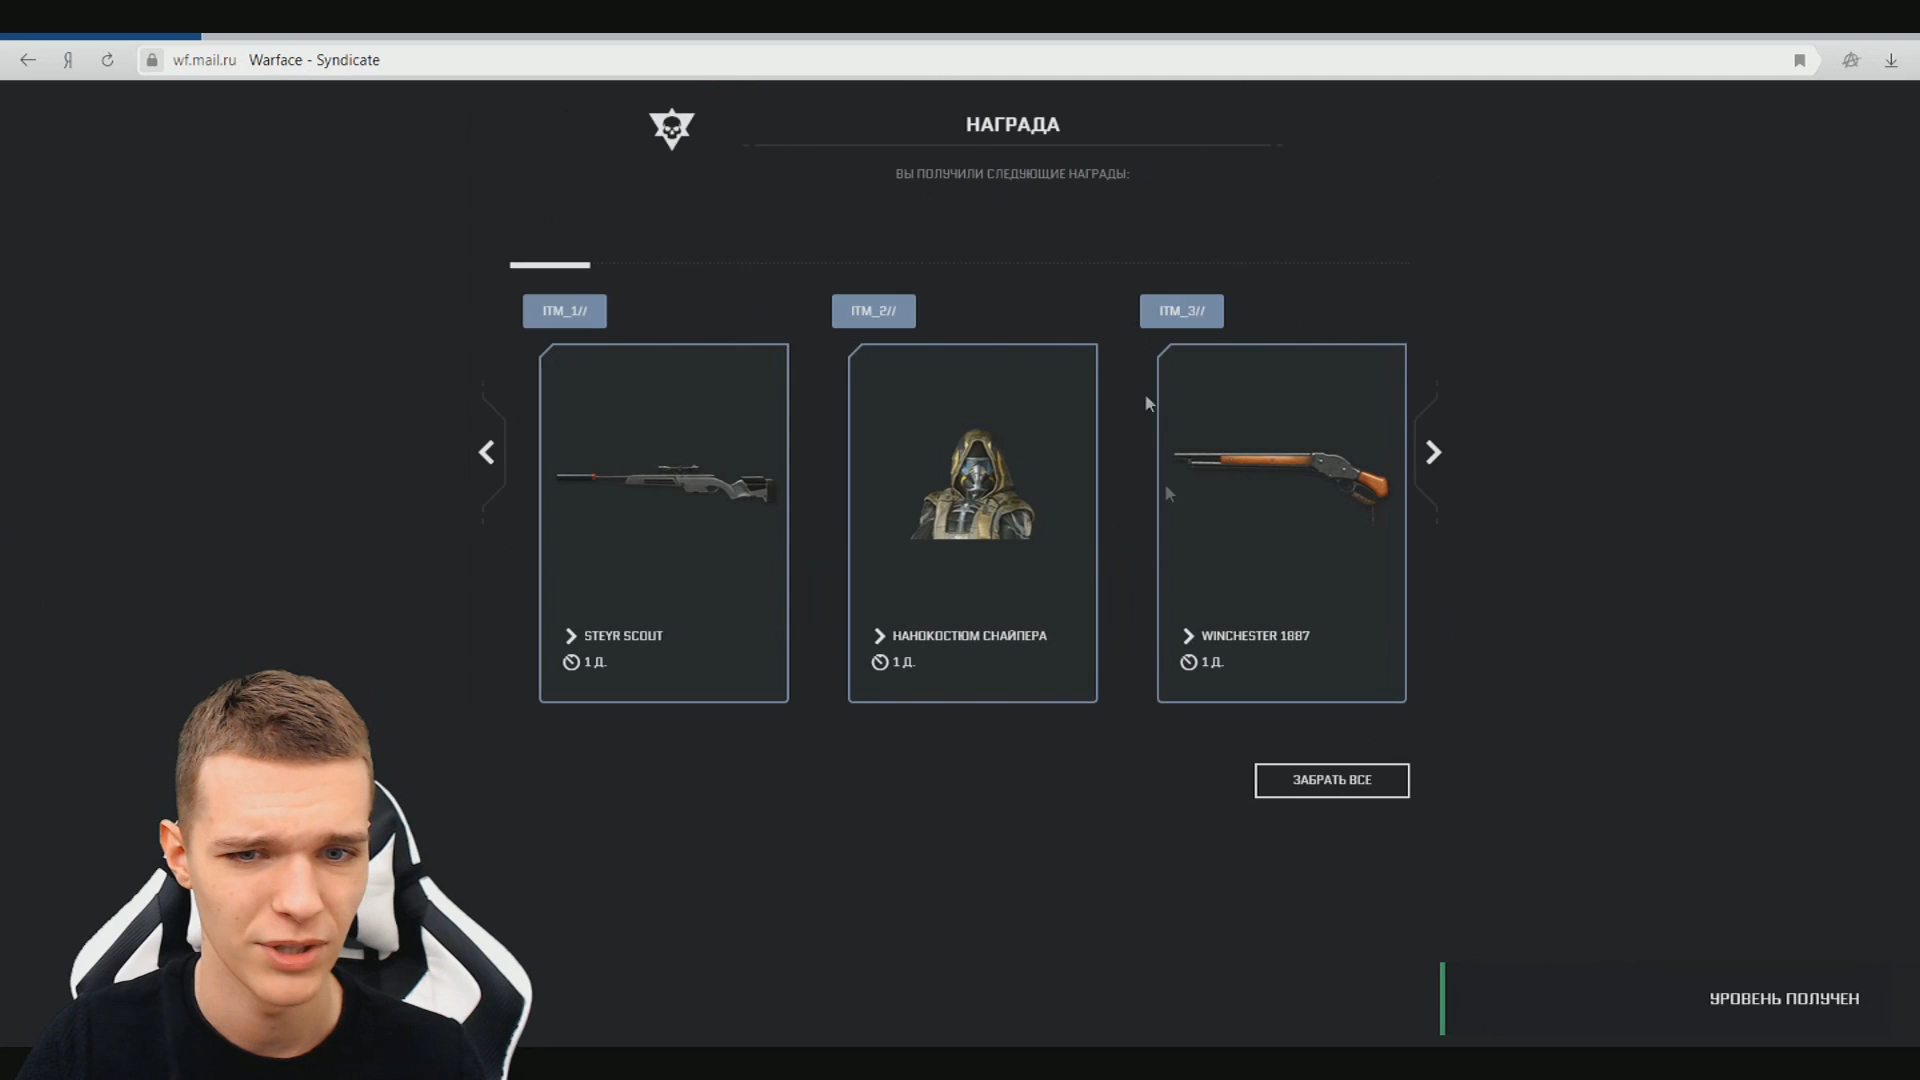 Я wf.mail.ru Warface - Syndicate
НАГРАДА
ВЫ ПОЛУЧИЛИ СЛЕДУЮЩИЕ НАГРАДЫ:
ITM_1// ITM_2// ITM_3//
STEYR SCOUT НАНОКОСТЮМ СНАЙПЕРА WINCHESTER 1887
1 Д. 1 Д. 1 Д.
ЗАБРАТЬ ВСЕ
УРОВЕНЬ ПОЛУЧЕН